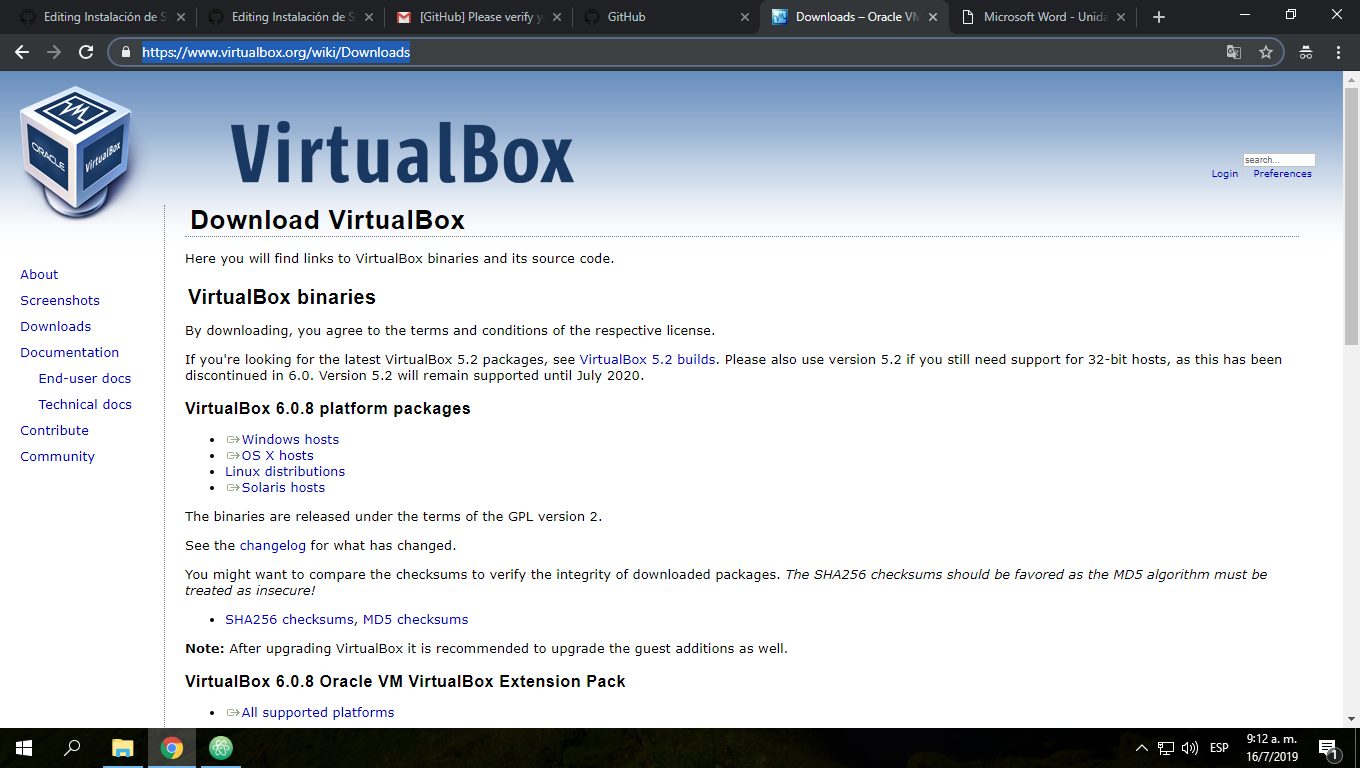 Editing Instalación de S
Editing Instalación de S
[GitHub] Please verify y
GitHub
Downloads – Oracle VM
Microsoft Word - Unida
https://www.virtualbox.org/wiki/Downloads
ORACLE
VirtualBox
VirtualBox
search...
Login Preferences
About
Screenshots
Downloads
Documentation
End-user docs
Technical docs
Contribute
Community
Download VirtualBox
Here you will find links to VirtualBox binaries and its source code.
VirtualBox binaries
By downloading, you agree to the terms and conditions of the respective license.
If you're looking for the latest VirtualBox 5.2 packages, see VirtualBox 5.2 builds. Please also use version 5.2 if you still need support for 32-bit hosts, as this has been
discontinued in 6.0. Version 5.2 will remain supported until July 2020.
VirtualBox 6.0.8 platform packages
Windows hosts
OS X hosts
Linux distributions
Solaris hosts
The binaries are released under the terms of the GPL version 2.
See the changelog for what has changed.
You might want to compare the checksums to verify the integrity of downloaded packages. The SHA256 checksums should be favored as the MD5 algorithm must be
treated as insecure!
SHA256 checksums, MD5 checksums
Note: After upgrading VirtualBox it is recommended to upgrade the guest additions as well.
VirtualBox 6.0.8 Oracle VM VirtualBox Extension Pack
All supported platforms
ESP
9:12 a. m.
16/7/2019
1